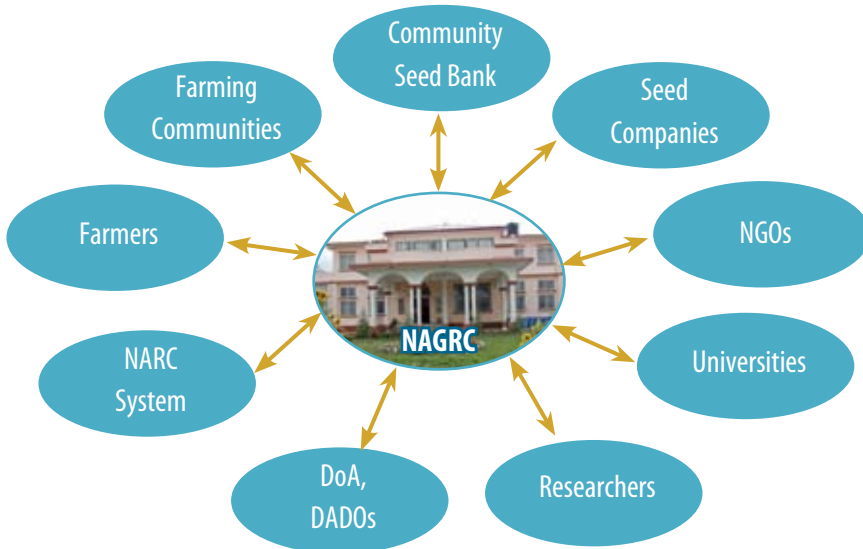 Community
Seed Bank
Farming
Communities
Seed
Companies
Farmers
NGOs
NAGRC
NARC
System
Universities
DoA,
DADOs
Researchers